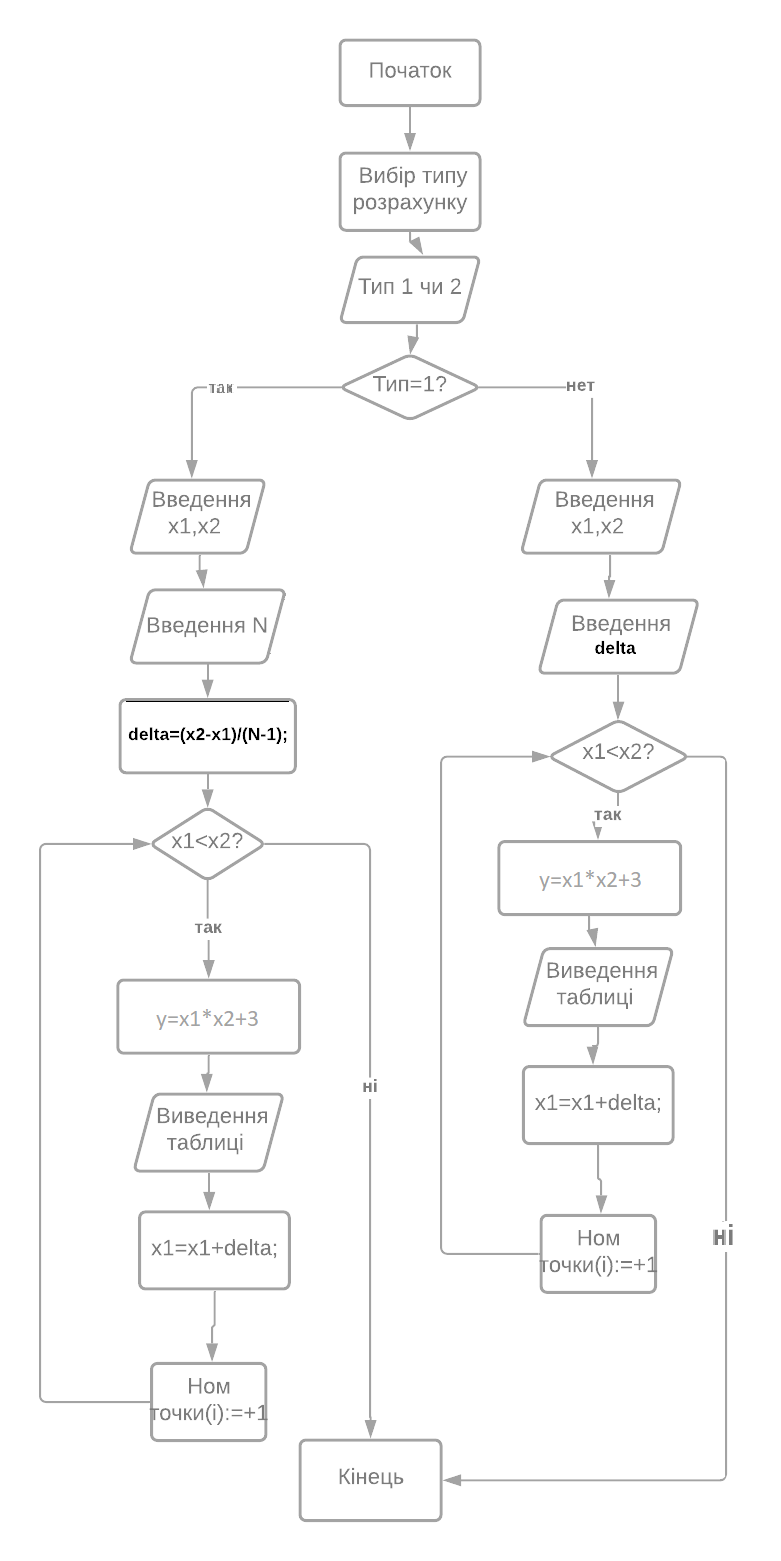 Початок
Вибір типу
розрахунку
Тип 1 чи 2
Тип=1?
так
нет
Введення
x1,x2
Введення N
delta=(x2-x1)/(N-1);
x1<x2?
так
y=x1*x2+3
Виведення
таблиці
x1=x1+delta;
Ном
точки(i):=+1
ні
Введення
x1,x2
Введення
delta
x1<x2?
так
y=x1*x2+3
Виведення
таблиці
x1=x1+delta;
Ном
точки(i):=+1
ні
Кінець